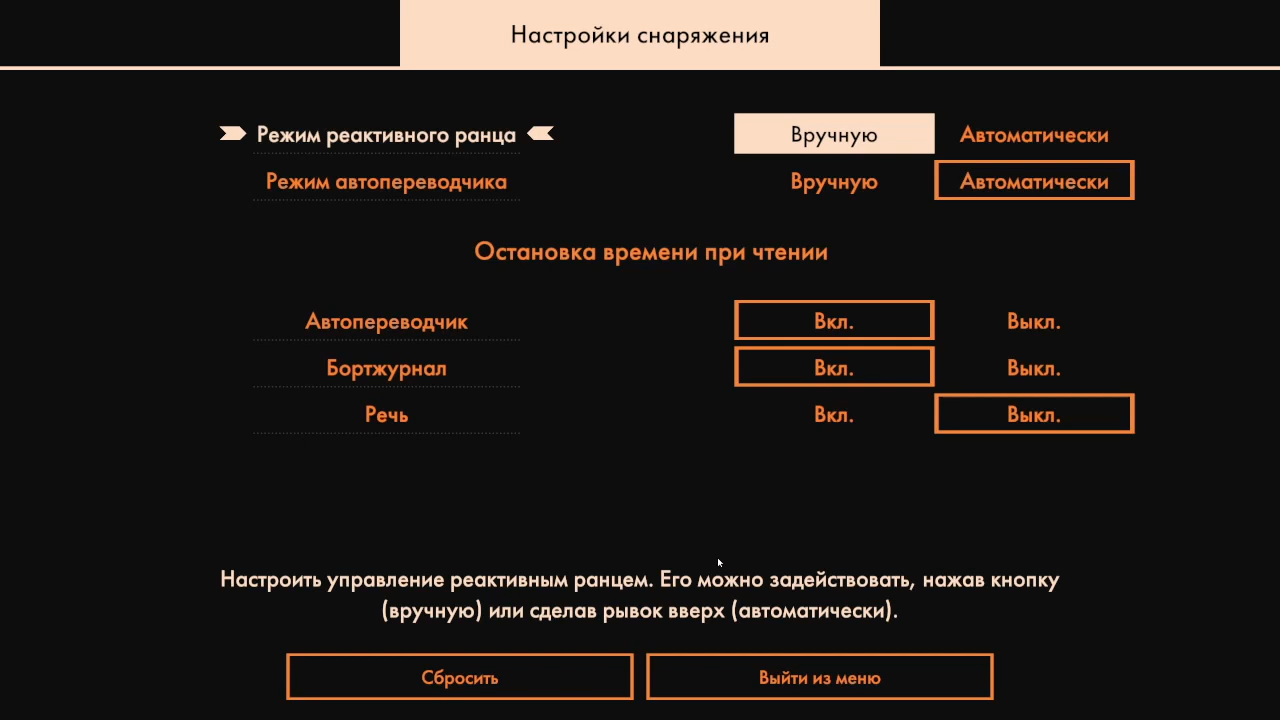 Настройки снаряжения
Режим реактивного ранца Вручную Автоматически
Режим автопереводчика Вручную Автоматически
Остановка времени при чтении
Автопереводчик Вкл. Выкл.
Бортжурнал Вкл. Выкл.
Речь Вкл. Выкл.
Настроить управление реактивным ранцем. Его можно задействовать, нажав кнопку
(вручную) или сделав рывок вверх (автоматически).
Сбросить Выйти из меню